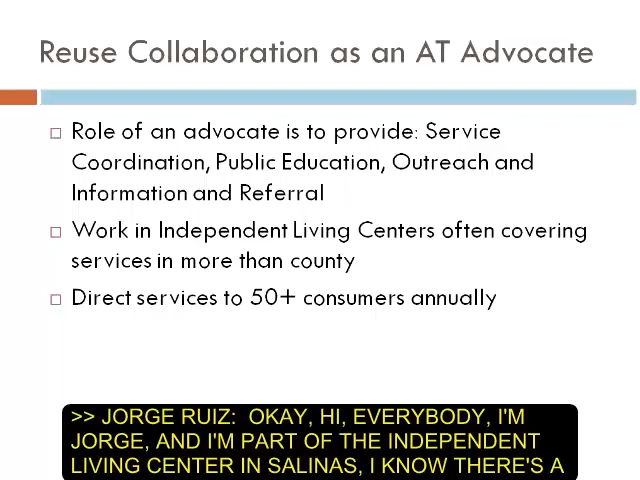 Reuse Collaboration as an AT Advocate
Role of an advocate is to provide: Service
Coordination, Public Education, Outreach and
Information and Referral
Work in Independent Living Centers often covering
services in more than county
Direct services to 50+ consumers annually
>> JORGE RUIZ:  OKAY, HI, EVERYBODY, I'M
JORGE, AND I'M PART OF THE INDEPENDENT
LIVING CENTER IN SALINAS, I KNOW THERE'S A